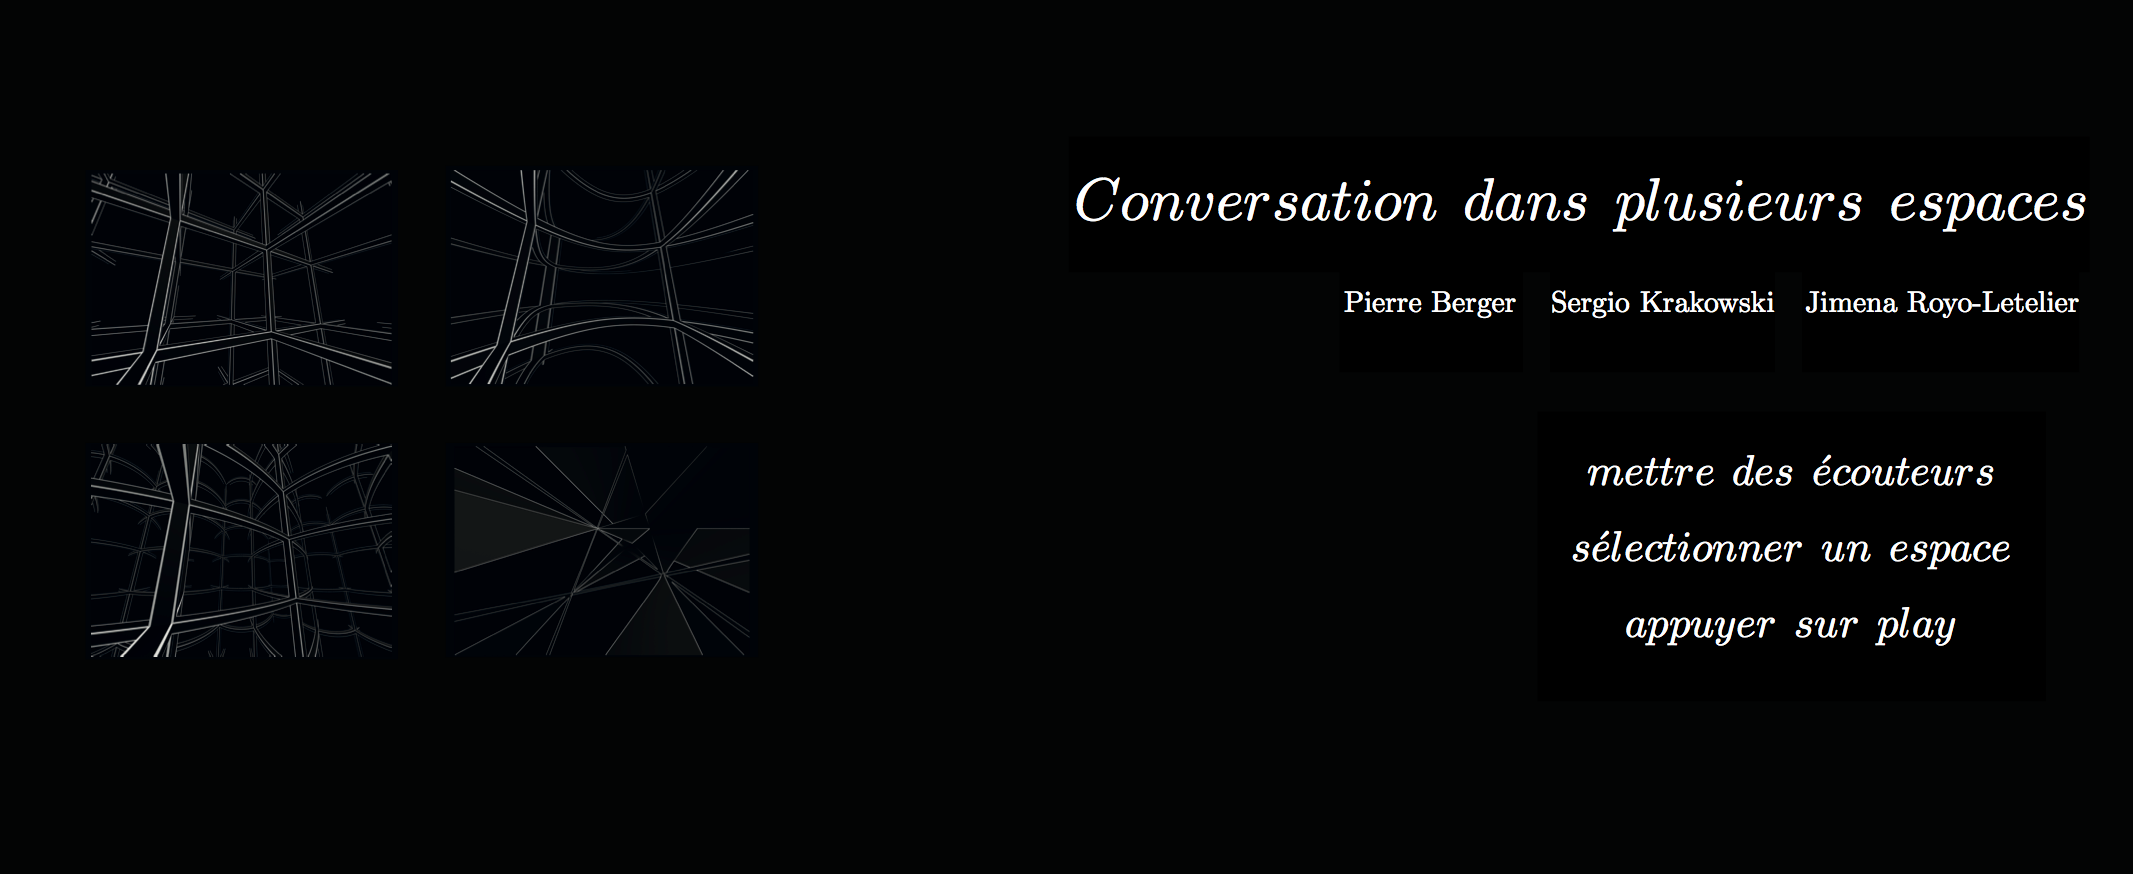 Conversation dans plusieurs espaces
Pierre Berger Sergio Krakowski Jimena Royo-Letelier
mettre des écouteurs
sélectionner un espace
appuyer sur play